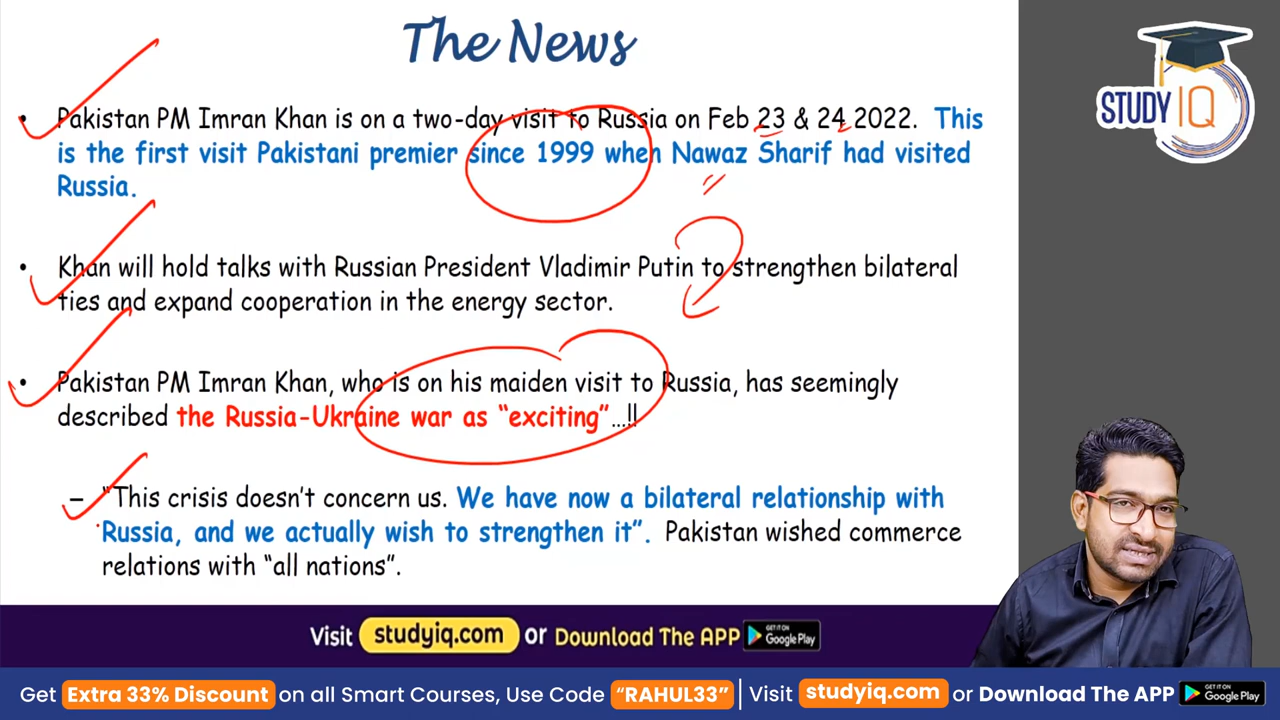 The News
STUDY IQ
• Pakistan PM Imran Khan is on a two-day visit to Russia on Feb 23 & 24 2022. This
is the first visit Pakistani premier since 1999 when Nawaz Sharif had visited
Russia.
• Khan will hold talks with Russian President Vladimir Putin to strengthen bilateral
ties and expand cooperation in the energy sector.
• Pakistan PM Imran Khan, who is on his maiden visit to Russia, has seemingly
described the Russia-Ukraine war as “exciting”...!!
– “This crisis doesn’t concern us. We have now a bilateral relationship with
Russia, and we actually wish to strengthen it”. Pakistan wished commerce
relations with “all nations”.
Visit studyiq.com or Download The APP GET IT ON Google Play
Get Extra 33% Discount on all Smart Courses, Use Code “RAHUL33” | Visit studyiq.com or Download The APP GET IT ON Google Play